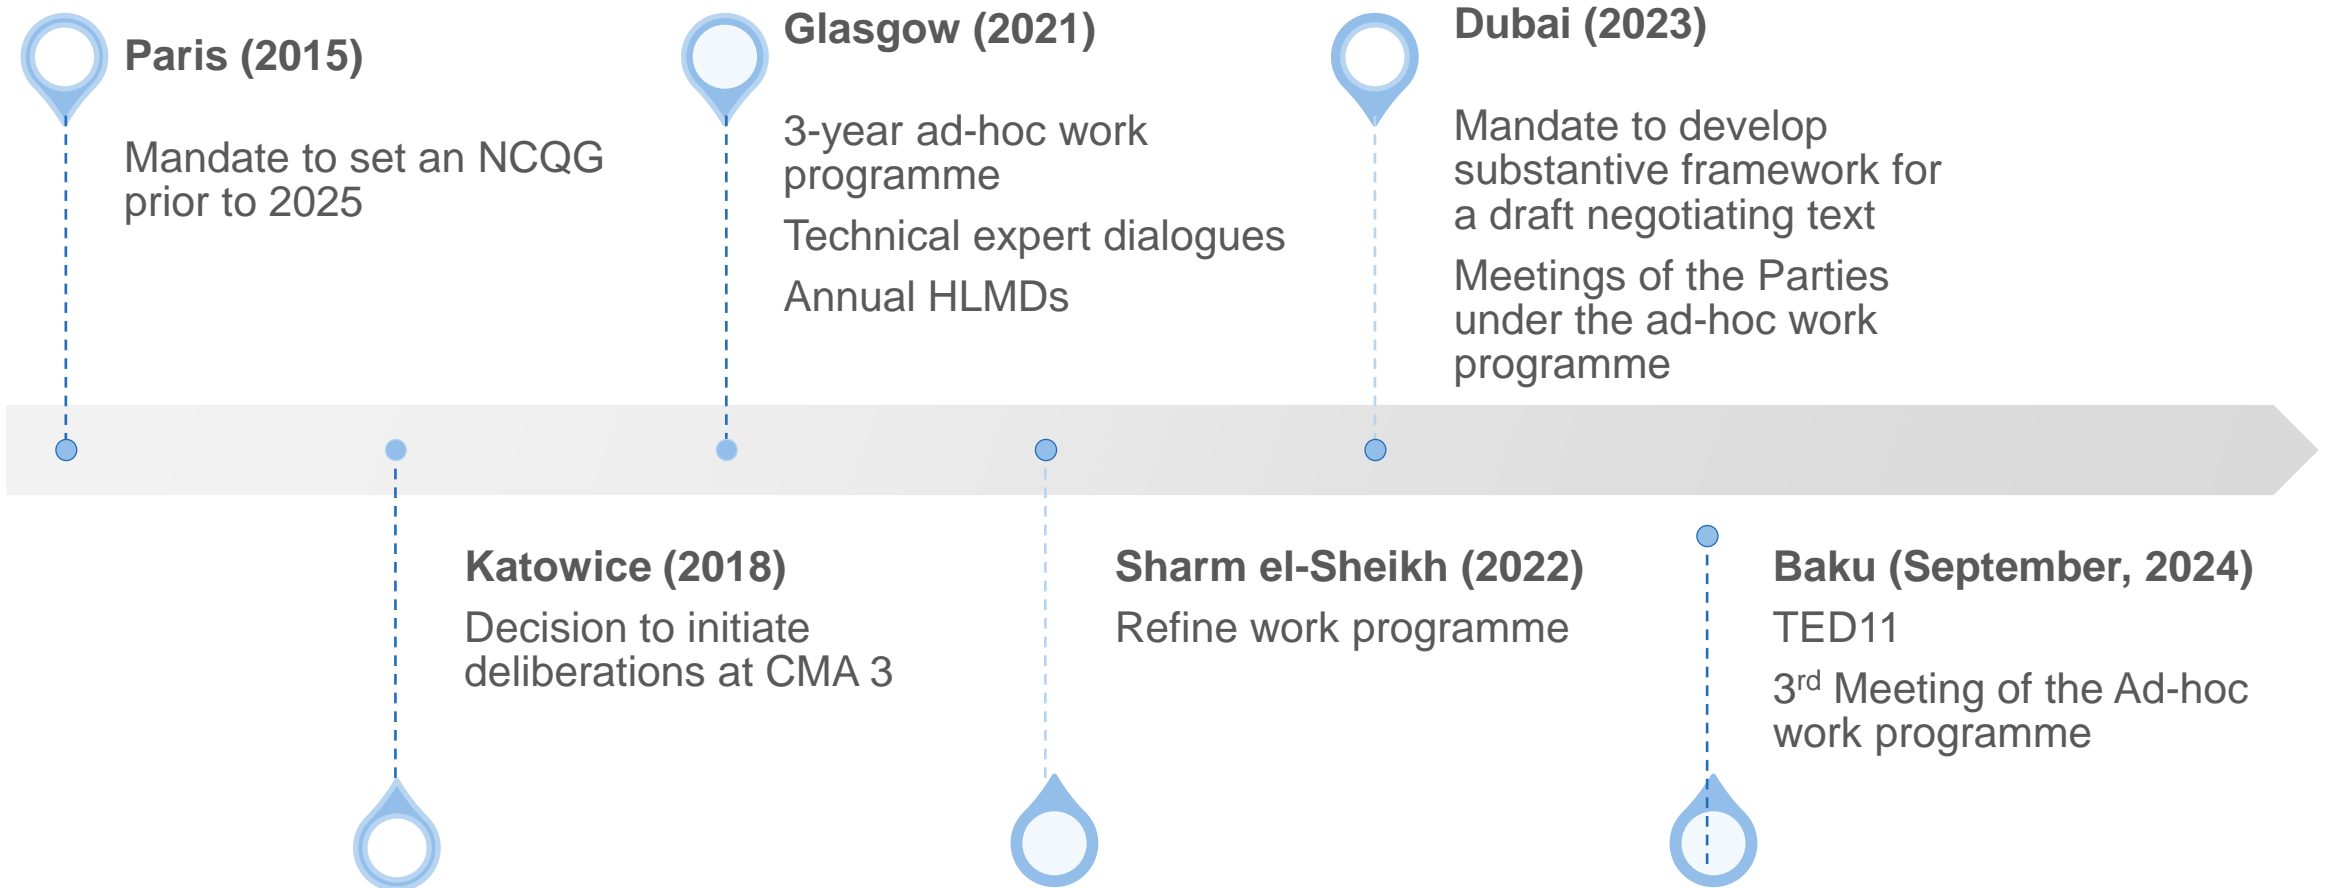 Paris (2015)
Mandate to set an NCQG
prior to 2025
Glasgow (2021)
3-year ad-hoc work
programme
Technical expert dialogues
Annual HLMDs
Dubai (2023)
Mandate to develop
substantive framework for
a draft negotiating text
Meetings of the Parties
under the ad-hoc work
programme
Katowice (2018)
Decision to initiate
deliberations at CMA 3
Sharm el-Sheikh (2022)
Refine work programme
Baku (September, 2024)
TED11
3rd Meeting of the Ad-hoc
work programme